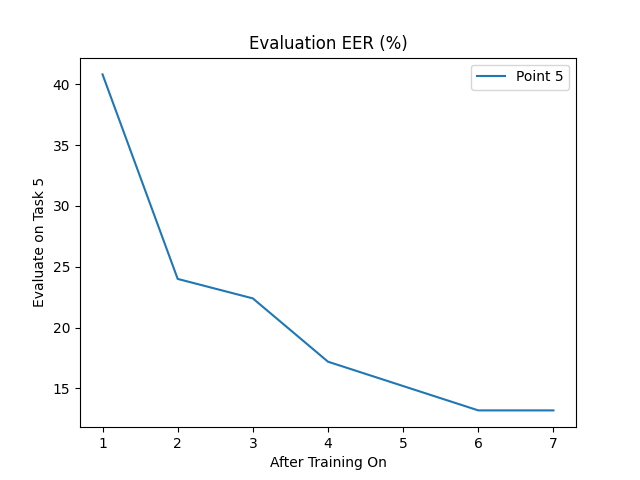 Evaluation EER (%)
Point 5
Evaluate on Task 5
40
35
30
25
20
15
1 2 3 4 5 6 7
After Training On